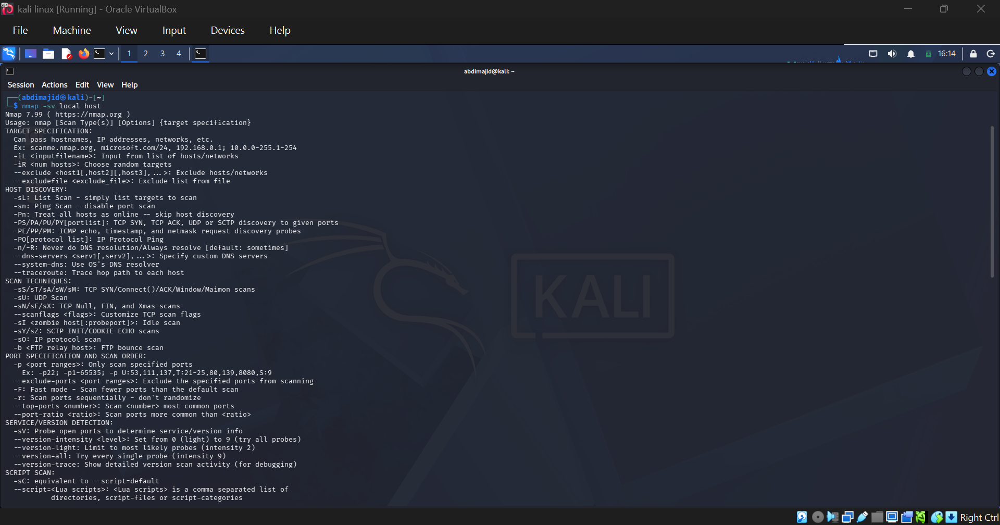 kali linux [Running] - Oracle VirtualBox
File Machine View Input Devices Help
1 2 3 4 16:14
abdimajid@kali: ~
Session Actions Edit View Help
┌──(abdimajid㉿kali)-[~]
└─$ nmap -sv local host
Nmap 7.99 ( https://nmap.org )
Usage: nmap [Scan Type(s)] [Options] {target specification}
TARGET SPECIFICATION:
  Can pass hostnames, IP addresses, networks, etc.
  Ex: scanme.nmap.org, microsoft.com/24, 192.168.0.1; 10.0.0-255.1-254
  -iL <inputfilename>: Input from list of hosts/networks
  -iR <num hosts>: Choose random targets
  --exclude <host1[,host2][,host3],...>: Exclude hosts/networks
  --excludefile <exclude_file>: Exclude list from file
HOST DISCOVERY:
  -sL: List Scan - simply list targets to scan
  -sn: Ping Scan - disable port scan
  -Pn: Treat all hosts as online -- skip host discovery
  -PS/PA/PU/PY[portlist]: TCP SYN, TCP ACK, UDP or SCTP discovery to given ports
  -PE/PP/PM: ICMP echo, timestamp, and netmask request discovery probes
  -PO[protocol list]: IP Protocol Ping
  -n/-R: Never do DNS resolution/Always resolve [default: sometimes]
  --dns-servers <serv1[,serv2],...>: Specify custom DNS servers
  --system-dns: Use OS's DNS resolver
  --traceroute: Trace hop path to each host
SCAN TECHNIQUES:
  -sS/sT/sA/sW/sM: TCP SYN/Connect()/ACK/Window/Maimon scans
  -sU: UDP Scan
  -sN/sF/sX: TCP Null, FIN, and Xmas scans
  --scanflags <flags>: Customize TCP scan flags
  -sI <zombie host[:probeport]>: Idle scan
  -sY/sZ: SCTP INIT/COOKIE-ECHO scans
  -sO: IP protocol scan
  -b <FTP relay host>: FTP bounce scan
PORT SPECIFICATION AND SCAN ORDER:
  -p <port ranges>: Only scan specified ports
    Ex: -p22; -p1-65535; -p U:53,111,137,T:21-25,80,139,8080,S:9
  --exclude-ports <port ranges>: Exclude the specified ports from scanning
  -F: Fast mode - Scan fewer ports than the default scan
  -r: Scan ports sequentially - don't randomize
  --top-ports <number>: Scan <number> most common ports
  --port-ratio <ratio>: Scan ports more common than <ratio>
SERVICE/VERSION DETECTION:
  -sV: Probe open ports to determine service/version info
  --version-intensity <level>: Set from 0 (light) to 9 (try all probes)
  --version-light: Limit to most likely probes (intensity 2)
  --version-all: Try every single probe (intensity 9)
  --version-trace: Show detailed version scan activity (for debugging)
SCRIPT SCAN:
  -sC: equivalent to --script=default
  --script=<Lua scripts>: <Lua scripts> is a comma separated list of
           directories, script-files or script-categories
KALI
Right Ctrl